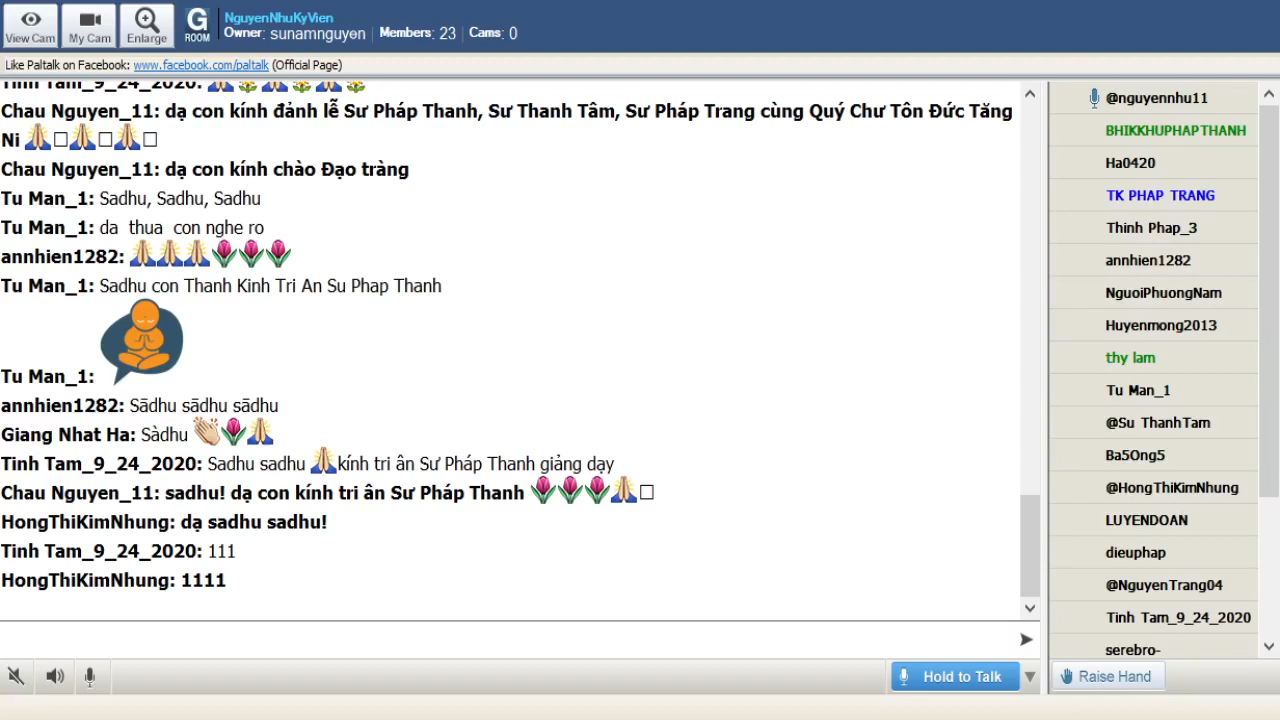 View Cam
My Cam
Enlarge
G
ROOM
NguyenNhuKyVien
Owner: sunamnguyen | Members: 23 | Cams: 0
Like Paltalk on Facebook: www.facebook.com/paltalk (Official Page)
Tinh Tam_9_24_2020: 🙏🌼🙏🌼🙏🌼
Chau Nguyen_11: dạ con kính đảnh lễ Sư Pháp Thanh, Sư Thanh Tâm, Sư Pháp Trang cùng Quý Chư Tôn Đức Tăng
Ni 🙏□🙏□🙏□
Chau Nguyen_11: dạ con kính chào Đạo tràng
Tu Man_1: Sadhu, Sadhu, Sadhu
Tu Man_1: da thua con nghe ro
annhien1282: 🙏🙏🙏🌷🌷🌷
Tu Man_1: Sadhu con Thanh Kinh Tri An Su Phap Thanh
Tu Man_1:
annhien1282: Sādhu sādhu sādhu
Giang Nhat Ha: Sàdhu 👏🌷🙏
Tinh Tam_9_24_2020: Sadhu sadhu 🙏kính tri ân Sư Pháp Thanh giảng dạy
Chau Nguyen_11: sadhu! dạ con kính tri ân Sư Pháp Thanh 🌷🌷🌷🙏□
HongThiKimNhung: dạ sadhu sadhu!
Tinh Tam_9_24_2020: 111
HongThiKimNhung: 1111
Hold to Talk
@nguyennhu11
BHIKKHUPHAPTHANH
Ha0420
TK PHAP TRANG
Thinh Phap_3
annhien1282
NguoiPhuongNam
Huyenmong2013
thy lam
Tu Man_1
@Su ThanhTam
Ba5Ong5
@HongThiKimNhung
LUYENDOAN
dieuphap
@NguyenTrang04
Tinh Tam_9_24_2020
serebro-
Raise Hand